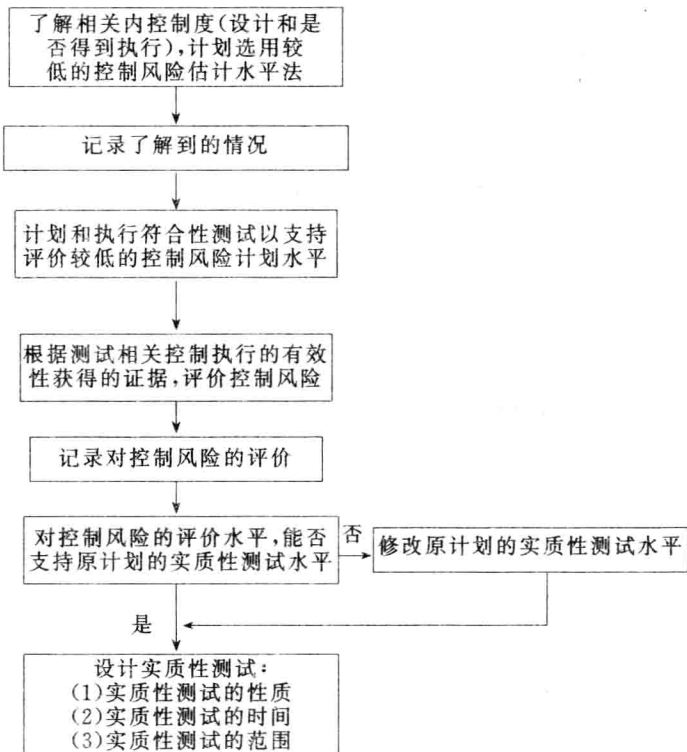 了解相关内控制度(设计和是
否得到执行),计划选用较
低的控制风险估计水平法
记录了解到的情况
计划和执行符合性测试以支持
评价较低的控制风险计划水平
根据测试相关控制执行的有效
性获得的证据,评价控制风险
记录对控制风险的评价
对控制风险的评价水平,能否
支持原计划的实质性测试水平
否
修改原计划的实质性测试水平
是
设计实质性测试:
(1)实质性测试的性质
(2)实质性测试的时间
(3)实质性测试的范围